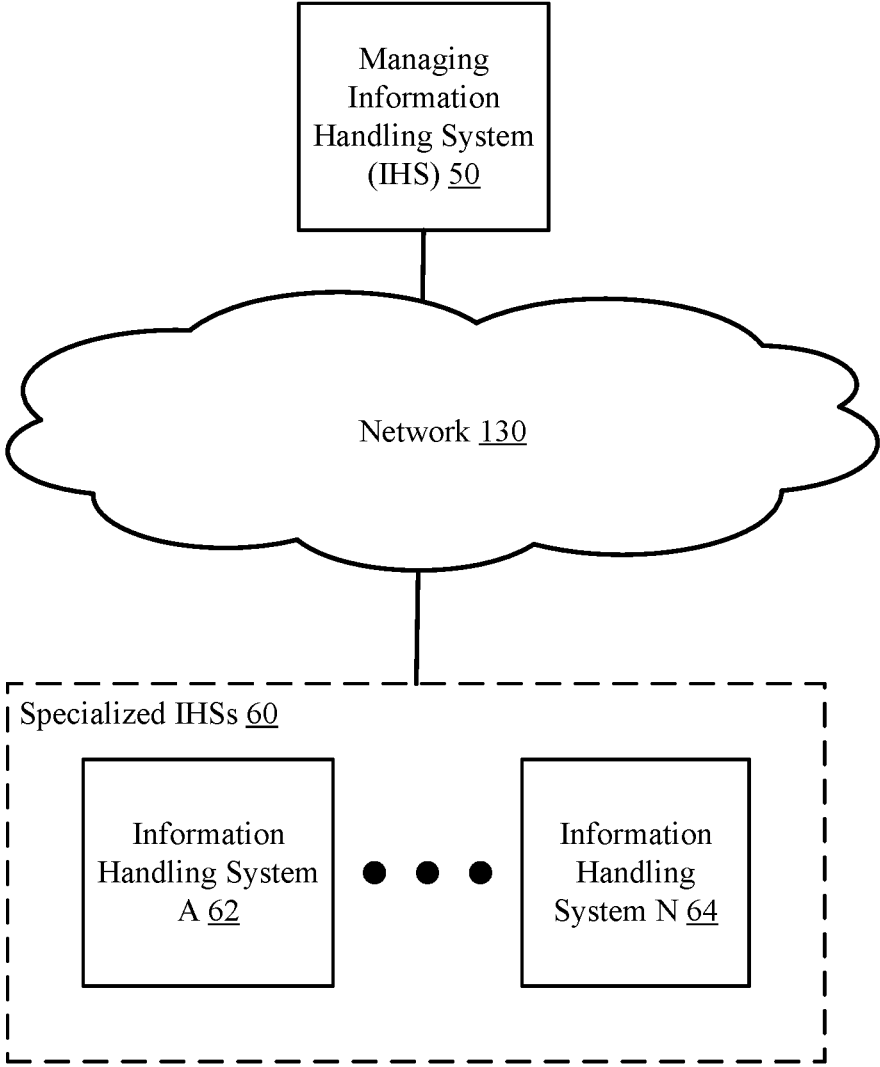 Managing
Information
Handling System
(IHS) 50
Network 130
Specialized IHSs 60
Information
Handling System
A 62
Information
Handling
System N 64